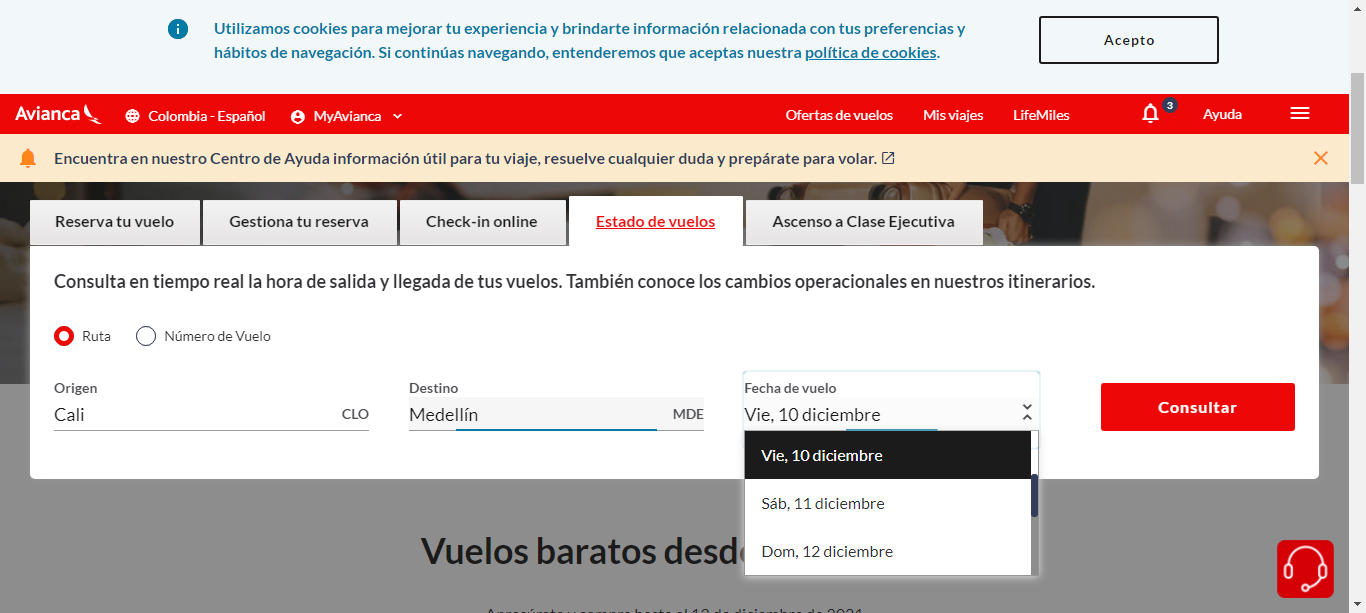 Utilizamos cookies para mejorar tu experiencia y brindarte información relacionada con tus preferencias y
hábitos de navegación. Si continúas navegando, entenderemos que aceptas nuestra política de cookies.
Acepto
Avianca
Colombia - Español
MyAvianca
Ofertas de vuelos
Mis viajes
LifeMiles
3
Ayuda
Encuentra en nuestro Centro de Ayuda información útil para tu viaje, resuelve cualquier duda y prepárate para volar.
Reserva tu vuelo
Gestiona tu reserva
Check-in online
Estado de vuelos
Ascenso a Clase Ejecutiva
Consulta en tiempo real la hora de salida y llegada de tus vuelos. También conoce los cambios operacionales en nuestros itinerarios.
Ruta
Número de Vuelo
Origen
Cali CLO
Destino
Medellín MDE
Fecha de vuelo
Vie, 10 diciembre
Consultar
Vie, 10 diciembre
Sáb, 11 diciembre
Dom, 12 diciembre
Vuelos baratos desd